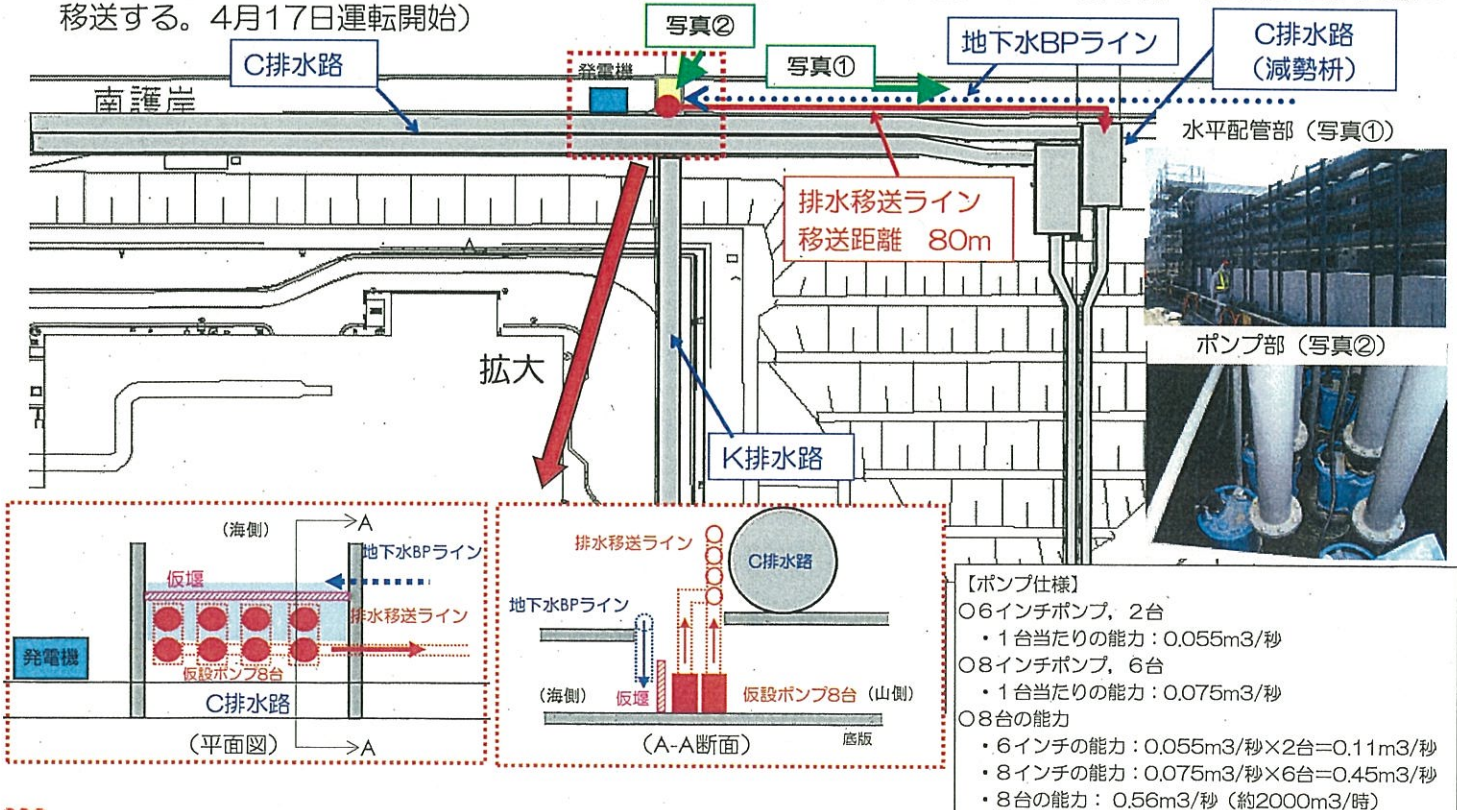 移送する。4月17日運転開始）
写真②
C排水路
発電機
写真①
地下水BPライン
C排水路
（減勢枡）
南護岸
水平配管部（写真①）
排水移送ライン
移送距離　80m
ポンプ部（写真②）
拡大
K排水路
（海側）
A
地下水BPライン
仮堰
排水移送ライン
発電機
仮設ポンプ8台
C排水路
（平面図）
A
排水移送ライン
C排水路
地下水BPライン
（海側）
仮堰
仮設ポンプ8台
（山側）
（A-A断面）
底版
【ポンプ仕様】
○6インチポンプ，2台
・1台当たりの能力：0.055m3/秒
○8インチポンプ，6台
・1台当たりの能力：0.075m3/秒
○8台の能力
・6インチの能力：0.055m3/秒×2台=0.11m3/秒
・8インチの能力：0.075m3/秒×6台=0.45m3/秒
・8台の能力：0.56m3/秒（約2000m3/時）